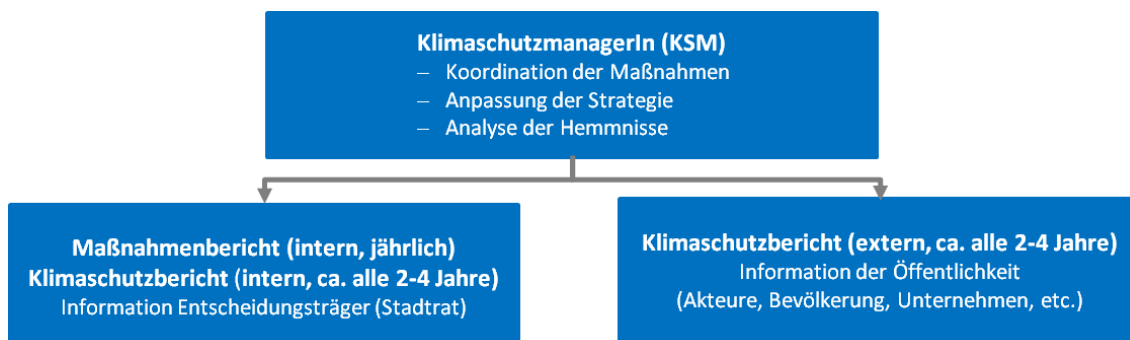 KlimaschutzmanagerIn (KSM)
– Koordination der Maßnahmen
– Anpassung der Strategie
– Analyse der Hemmnisse
Maßnahmenbericht (intern, jährlich)
Klimaschutzbericht (intern, ca. alle 2-4 Jahre)
Information Entscheidungsträger (Stadtrat)
Klimaschutzbericht (extern, ca. alle 2-4 Jahre)
Information der Öffentlichkeit
(Akteure, Bevölkerung, Unternehmen, etc.)